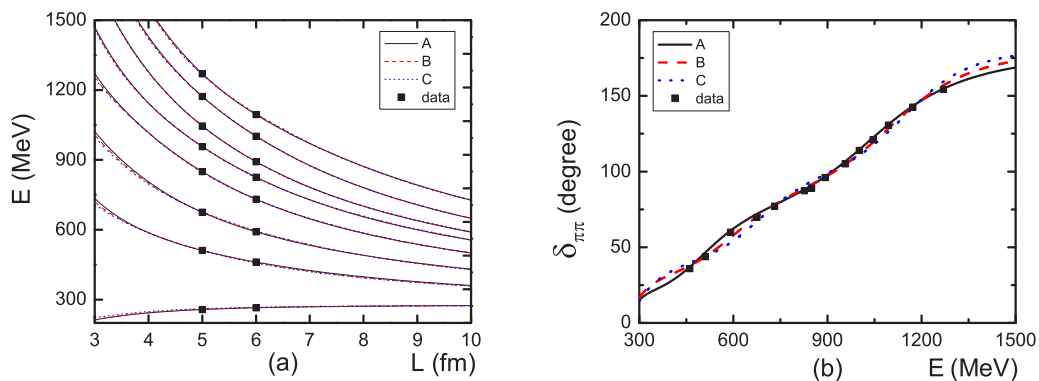 1500
1200
900
600
300
E (MeV)
3 4 5 6 7 8 9 10
L (fm)
(a)
A
B
C
data
200
150
100
50
0
δππ (degree)
300 600 900 1200 1500
E (MeV)
(b)
A
B
C
data